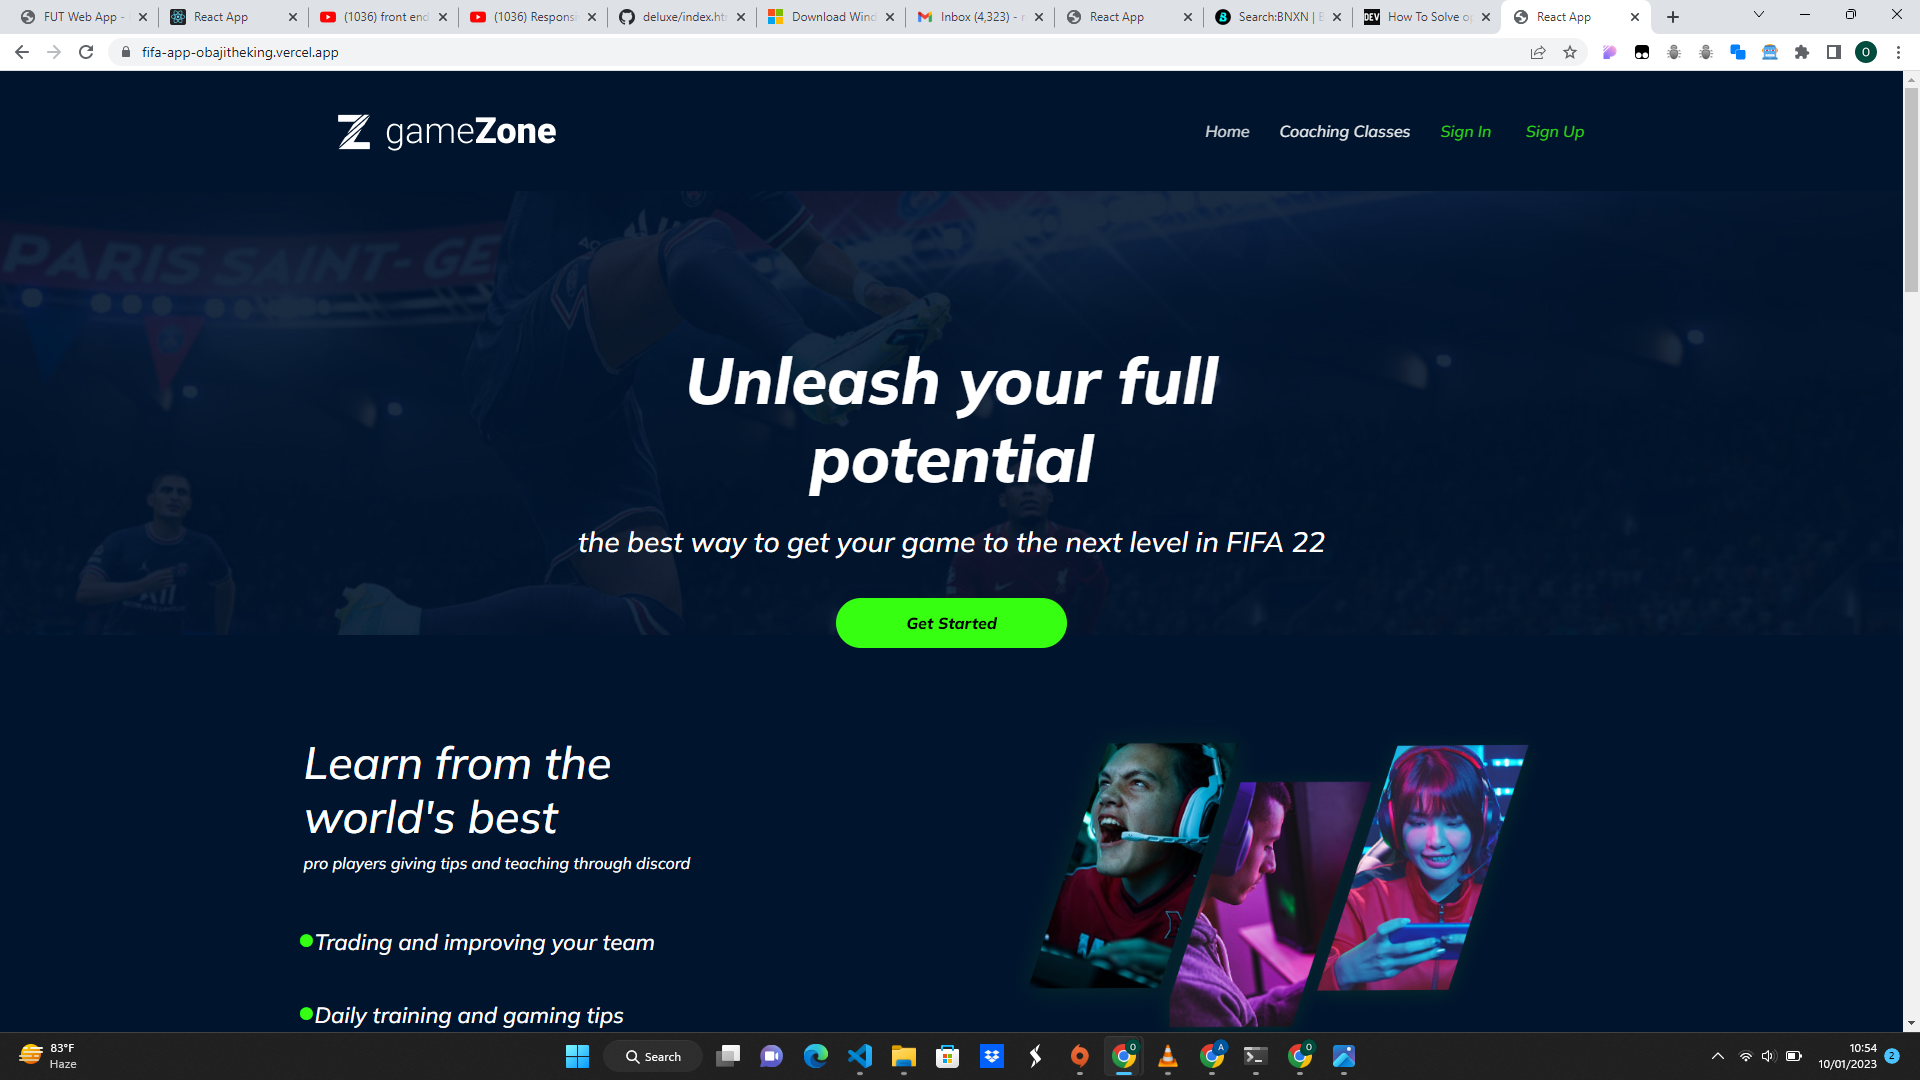 FUT Web App -
React App
(1036) front end
(1036) Responsi
deluxe/index.ht
Download Wind
Inbox (4,323) - r
React App
Search:BNXN | B
DEV How To Solve o
React App
fifa-app-obajitheking.vercel.app
O
gameZone
Home
Coaching Classes
Sign In
Sign Up
PARIS SAINT-GE
Unleash your full
potential
the best way to get your game to the next level in FIFA 22
Get Started
Learn from the
world's best
pro players giving tips and teaching through discord
Trading and improving your team
Daily training and gaming tips
83°F
Haze
Search
10:54
10/01/2023
2